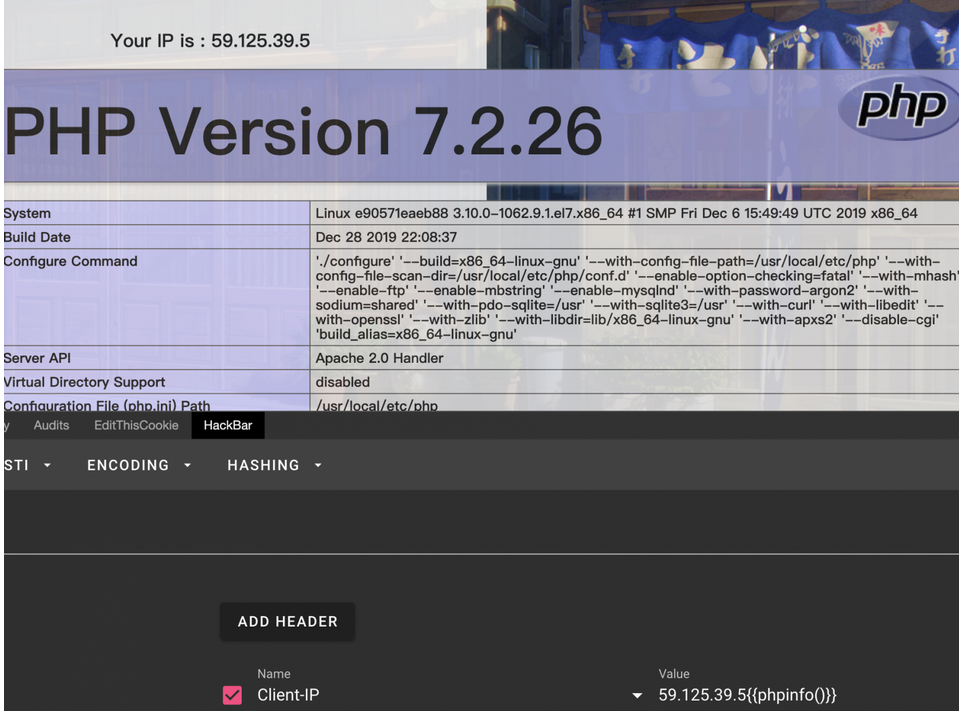 Your IP is : 59.125.39.5
手打
味
手打
PHP Version 7.2.26
php
System Linux e90571eaeb88 3.10.0-1062.9.1.el7.x86_64 #1 SMP Fri Dec 6 15:49:49 UTC 2019 x86_64
Build Date Dec 28 2019 22:08:37
Configure Command './configure' '--build=x86_64-linux-gnu' '--with-config-file-path=/usr/local/etc/php' '--with-
config-file-scan-dir=/usr/local/etc/php/conf.d' '--enable-option-checking=fatal' '--with-mhash'
'--enable-ftp' '--enable-mbstring' '--enable-mysqlnd' '--with-password-argon2' '--with-
sodium=shared' '--with-pdo-sqlite=/usr' '--with-sqlite3=/usr' '--with-curl' '--with-libedit' '--
with-openssl' '--with-zlib' '--with-libdir=lib/x86_64-linux-gnu' '--with-apxs2' '--disable-cgi'
'build_alias=x86_64-linux-gnu'
Server API Apache 2.0 Handler
Virtual Directory Support disabled
Configuration File (php.ini) Path /usr/local/etc/php
y Audits EditThisCookie HackBar
STI ENCODING HASHING
ADD HEADER
Name Value
Client-IP 59.125.39.5{{phpinfo()}}